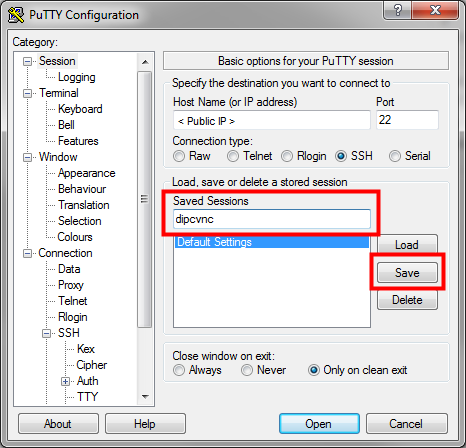 PuTTY Configuration
Category:
Session
Logging
Terminal
Keyboard
Bell
Features
Window
Appearance
Behaviour
Translation
Selection
Colours
Connection
Data
Proxy
Telnet
Rlogin
SSH
Kex
Cipher
Auth
TTY
Basic options for your PuTTY session
Specify the destination you want to connect to
Host Name (or IP address) Port
< Public IP > 22
Connection type:
Raw Telnet Rlogin SSH Serial
Load, save or delete a stored session
Saved Sessions
dipcvnc
Default Settings
Load
Save
Delete
Close window on exit:
Always Never Only on clean exit
About Help Open Cancel